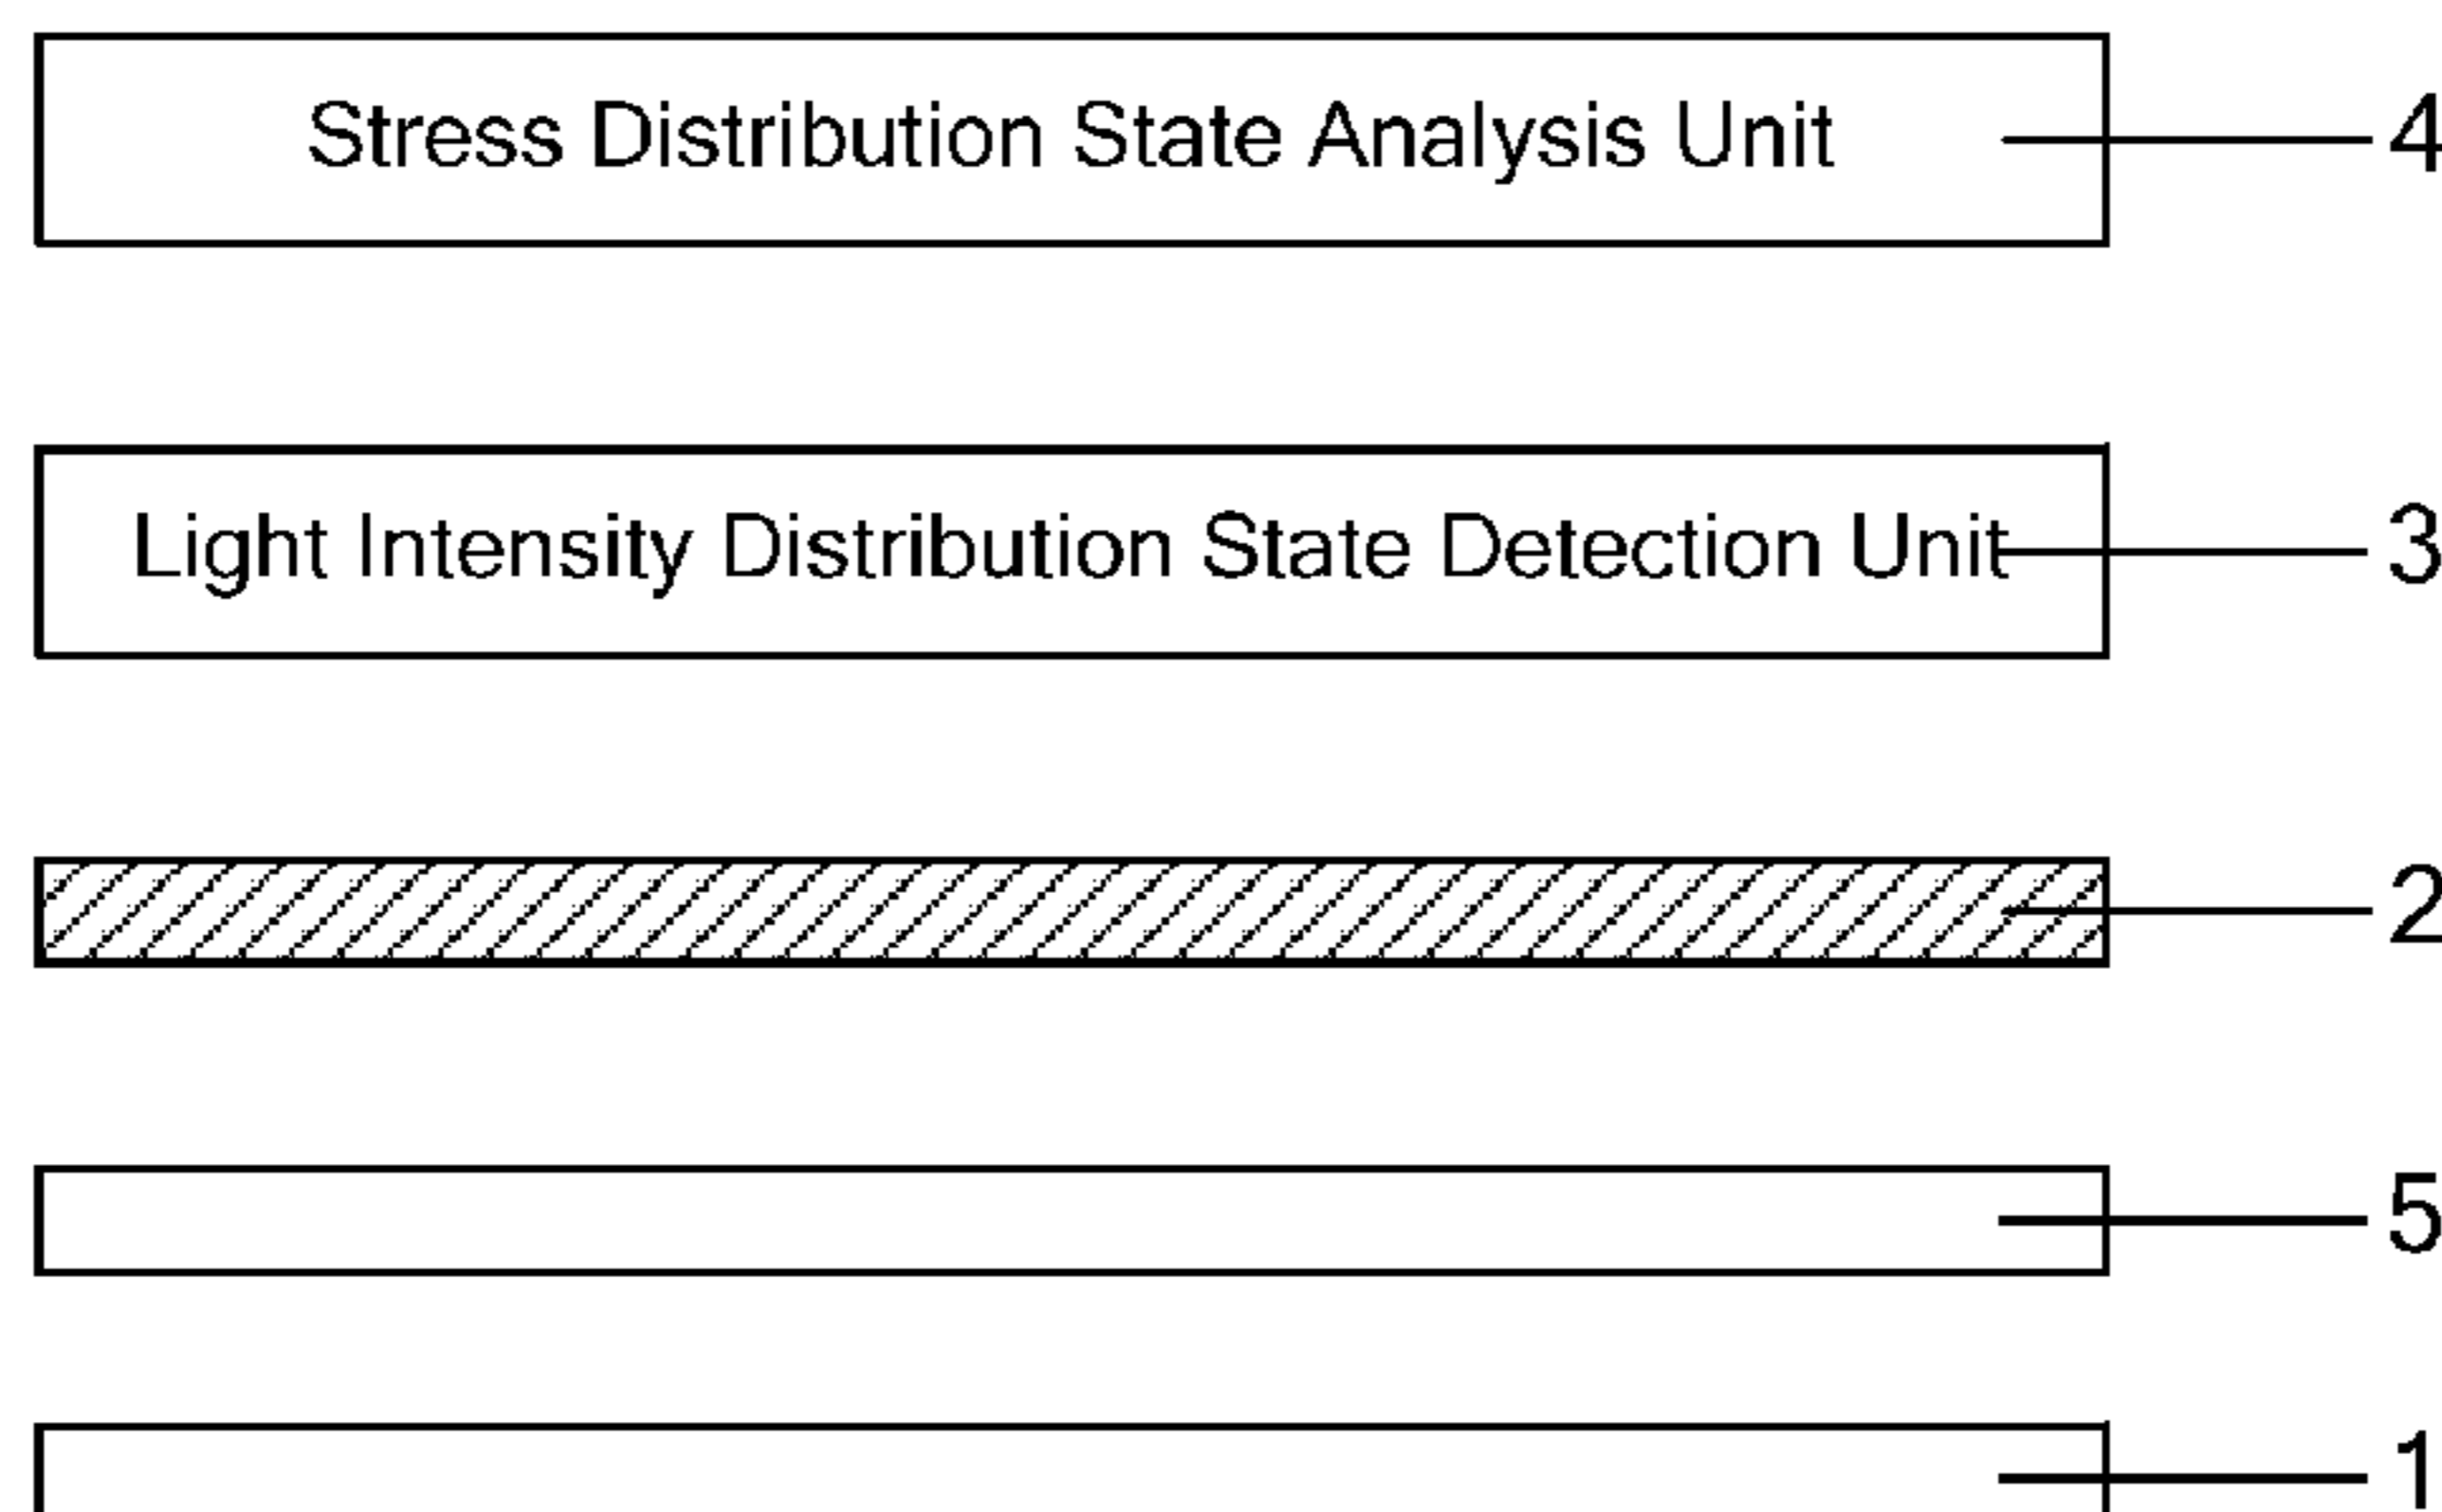 Stress Distribution State Analysis Unit 4
Light Intensity Distribution State Detection Unit 3
2
5
1